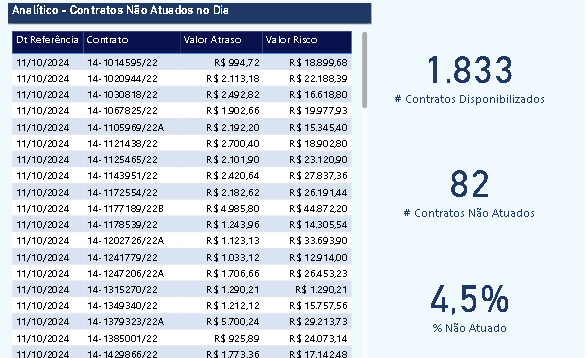 Analítico - Contratos Não Atuados no Dia
Dt Referência Contrato Valor Atraso Valor Risco
11/10/2024 14-1014595/22 R$ 994,72 R$ 18.899,68
11/10/2024 14-1020944/22 R$ 2.113,18 R$ 22.188,39
11/10/2024 14-1030818/22 R$ 2.492,82 R$ 16.618,80
11/10/2024 14-1067825/22 R$ 1.902,66 R$ 19.977,93
11/10/2024 14-1105969/22A R$ 2.192,20 R$ 15.345,40
11/10/2024 14-1121438/22 R$ 2.700,40 R$ 18.902,80
11/10/2024 14-1125465/22 R$ 2.101,90 R$ 23.120,90
11/10/2024 14-1143951/22 R$ 2.420,64 R$ 27.837,36
11/10/2024 14-1172554/22 R$ 2.182,62 R$ 26.191,44
11/10/2024 14-1177189/22B R$ 4.985,80 R$ 44.872,20
11/10/2024 14-1178539/22 R$ 1.243,96 R$ 14.305,54
11/10/2024 14-1202726/22A R$ 1.123,13 R$ 33.693,90
11/10/2024 14-1241779/22 R$ 1.033,12 R$ 12.914,00
11/10/2024 14-1247206/22A R$ 1.706,66 R$ 26.453,23
11/10/2024 14-1315270/22 R$ 1.290,21 R$ 1.290,21
11/10/2024 14-1349340/22 R$ 1.212,12 R$ 15.757,56
11/10/2024 14-1379323/22A R$ 5.700,24 R$ 29.213,73
11/10/2024 14-1385001/22 R$ 925,89 R$ 24.073,14
11/10/2024 14-1429866/22 R$ 1.773,36 R$ 17.142,48
1.833
# Contratos Disponibilizados
82
# Contratos Não Atuados
4,5%
% Não Atuado